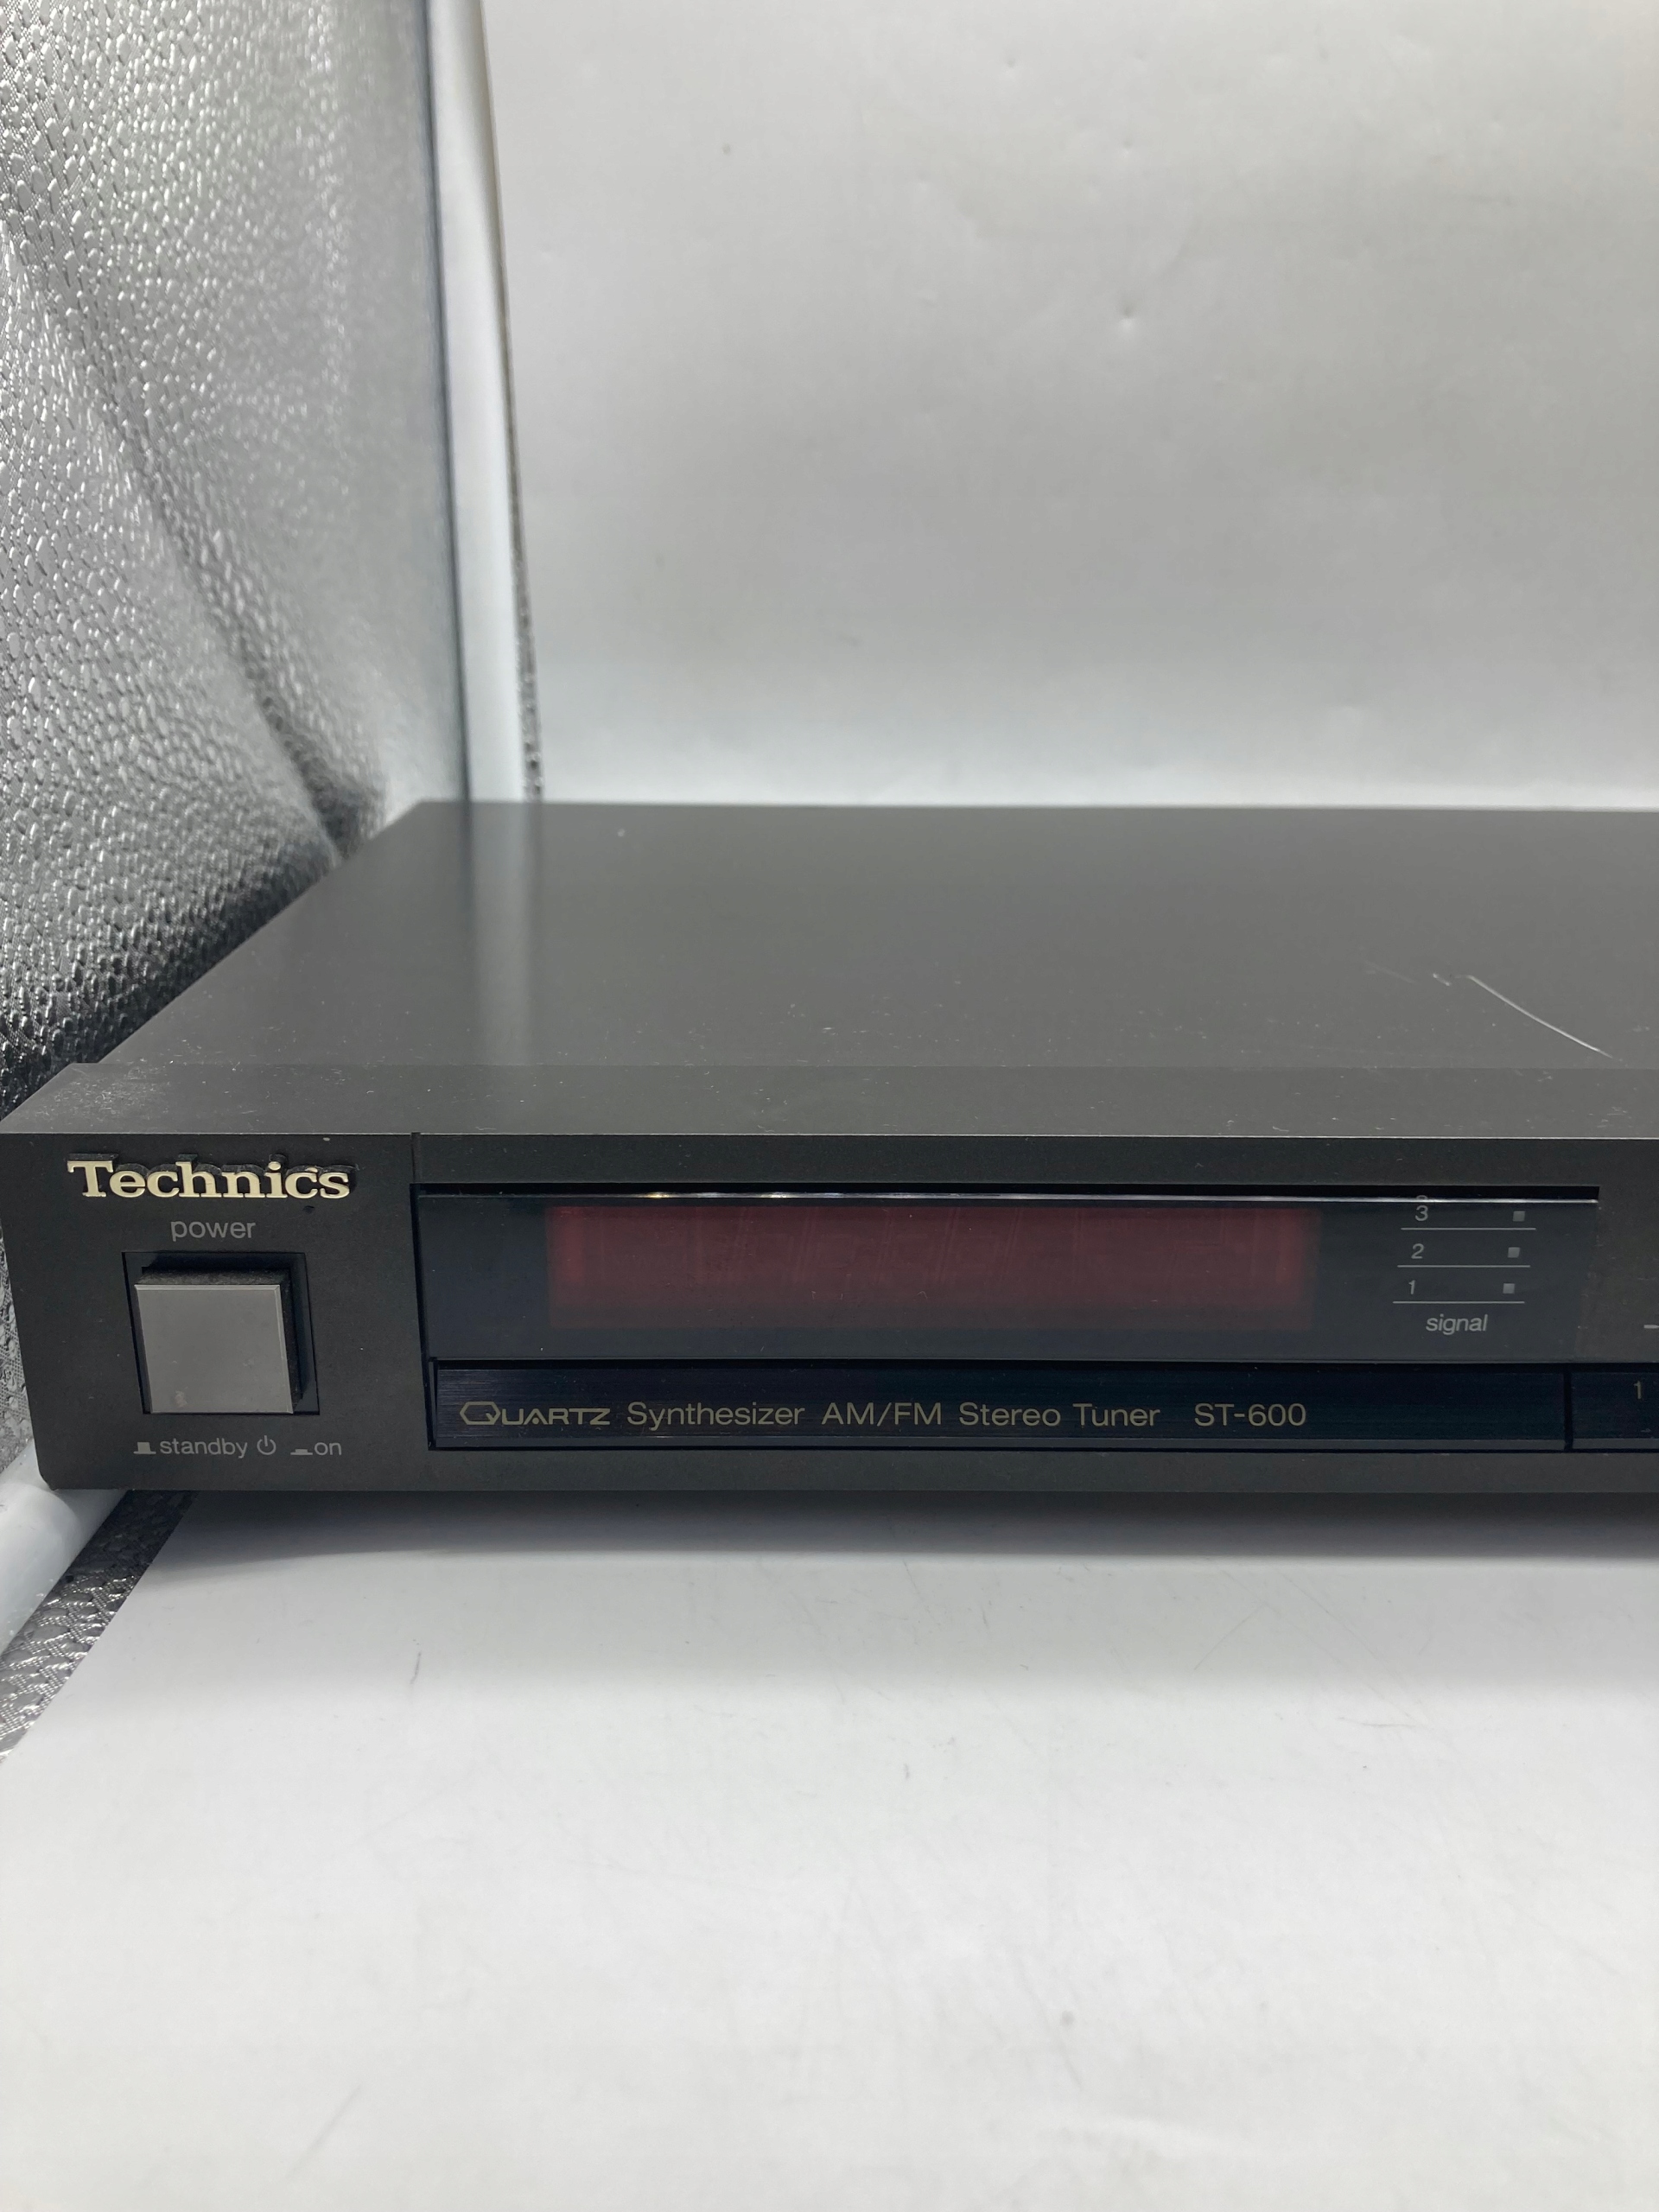 Technics
power
standby ⏻ on
3
2
1
signal
QUARTZ Synthesizer AM/FM Stereo Tuner ST-600
1